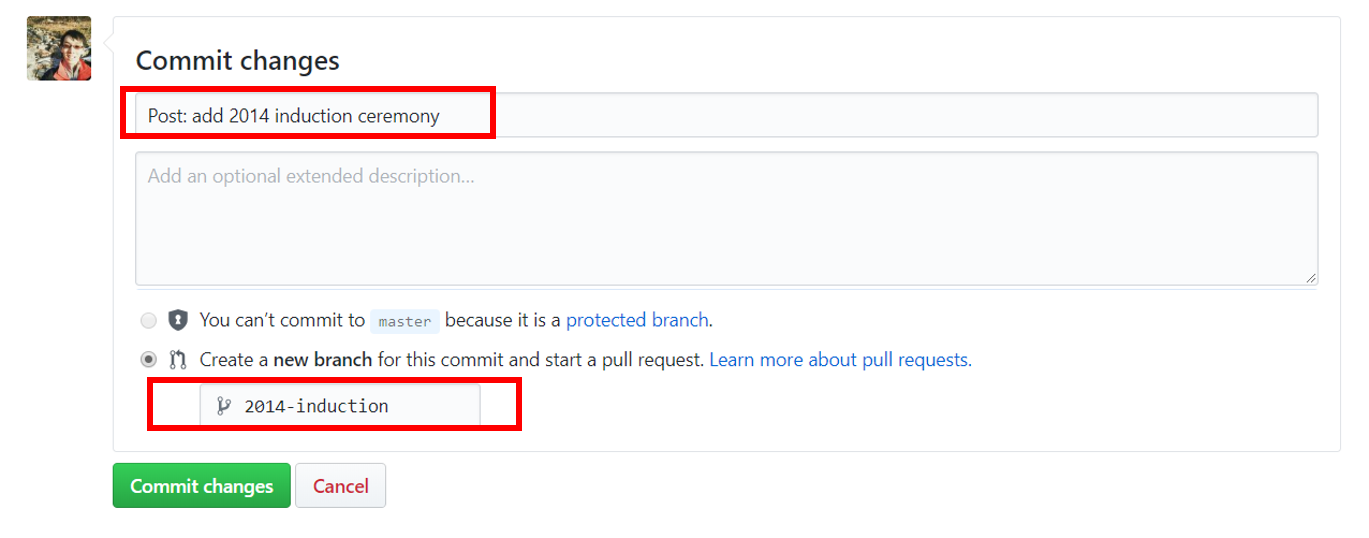 Commit changes
Post: add 2014 induction ceremony
Add an optional extended description...
You can’t commit to master because it is a protected branch.
Create a new branch for this commit and start a pull request. Learn more about pull requests.
2014-induction
Commit changes Cancel